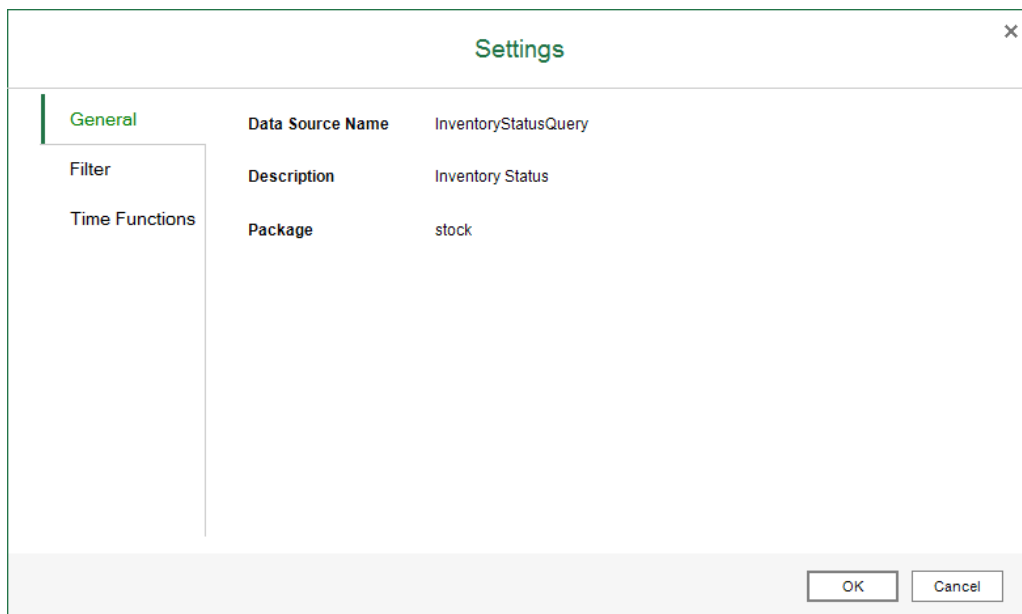 Settings
General
Filter
Time Functions
Data Source Name InventoryStatusQuery
Description Inventory Status
Package stock
OK Cancel